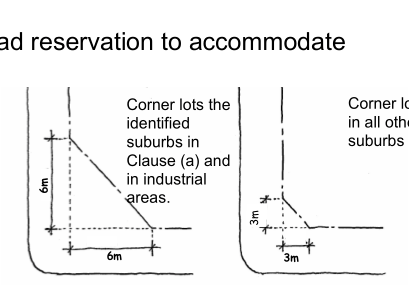 ad reservation to accommodate
Corner lots the
identified
suburbs in
Clause (a) and
in industrial
areas.
6m
6m
Corner lo
in all othe
suburbs
3m
3m